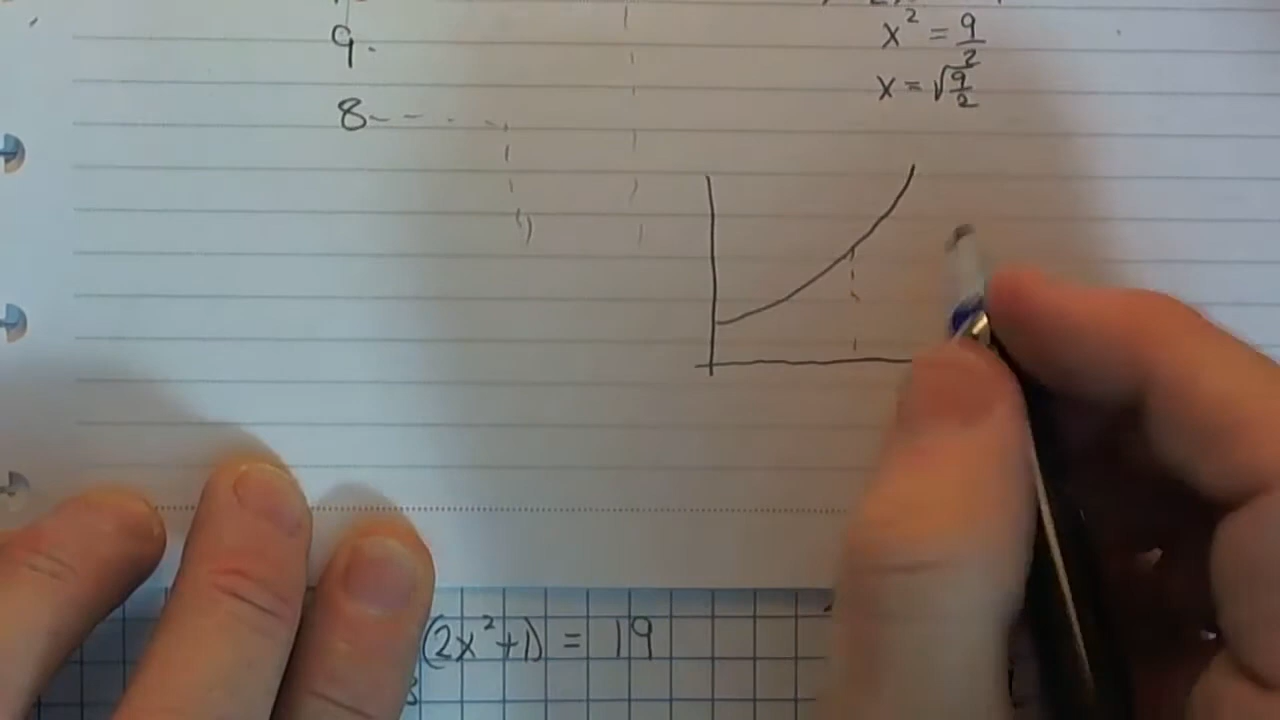 9.
8
x² = 9/2
x = √9/2
(2x²+1) = 19